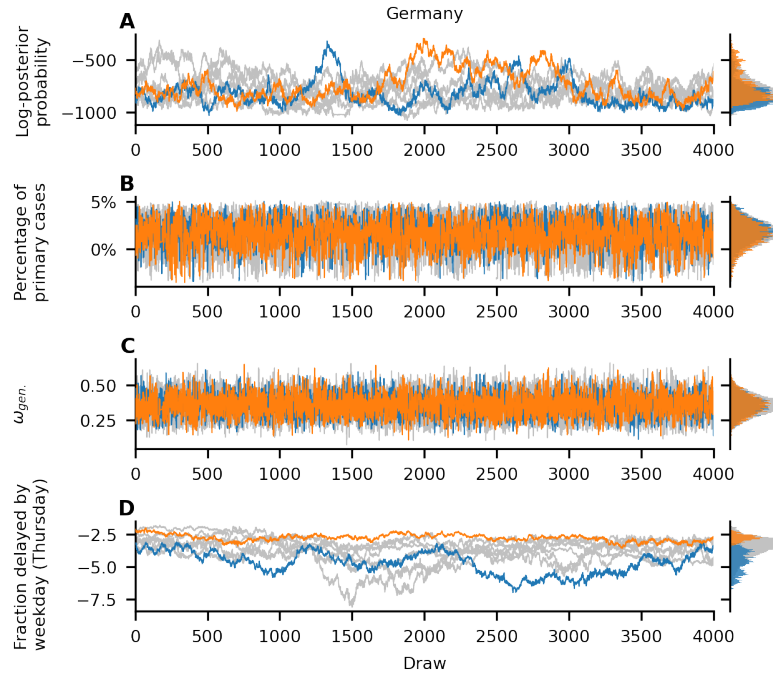 Germany
A
Log-posterior
probability
−500
−1000
0 500 1000 1500 2000 2500 3000 3500 4000
B
Percentage of
primary cases
5%
0%
0 500 1000 1500 2000 2500 3000 3500 4000
C
ω_gen.
0.50
0.25
0 500 1000 1500 2000 2500 3000 3500 4000
D
Fraction delayed by
weekday (Thursday)
−2.5
−5.0
−7.5
0 500 1000 1500 2000 2500 3000 3500 4000
Draw